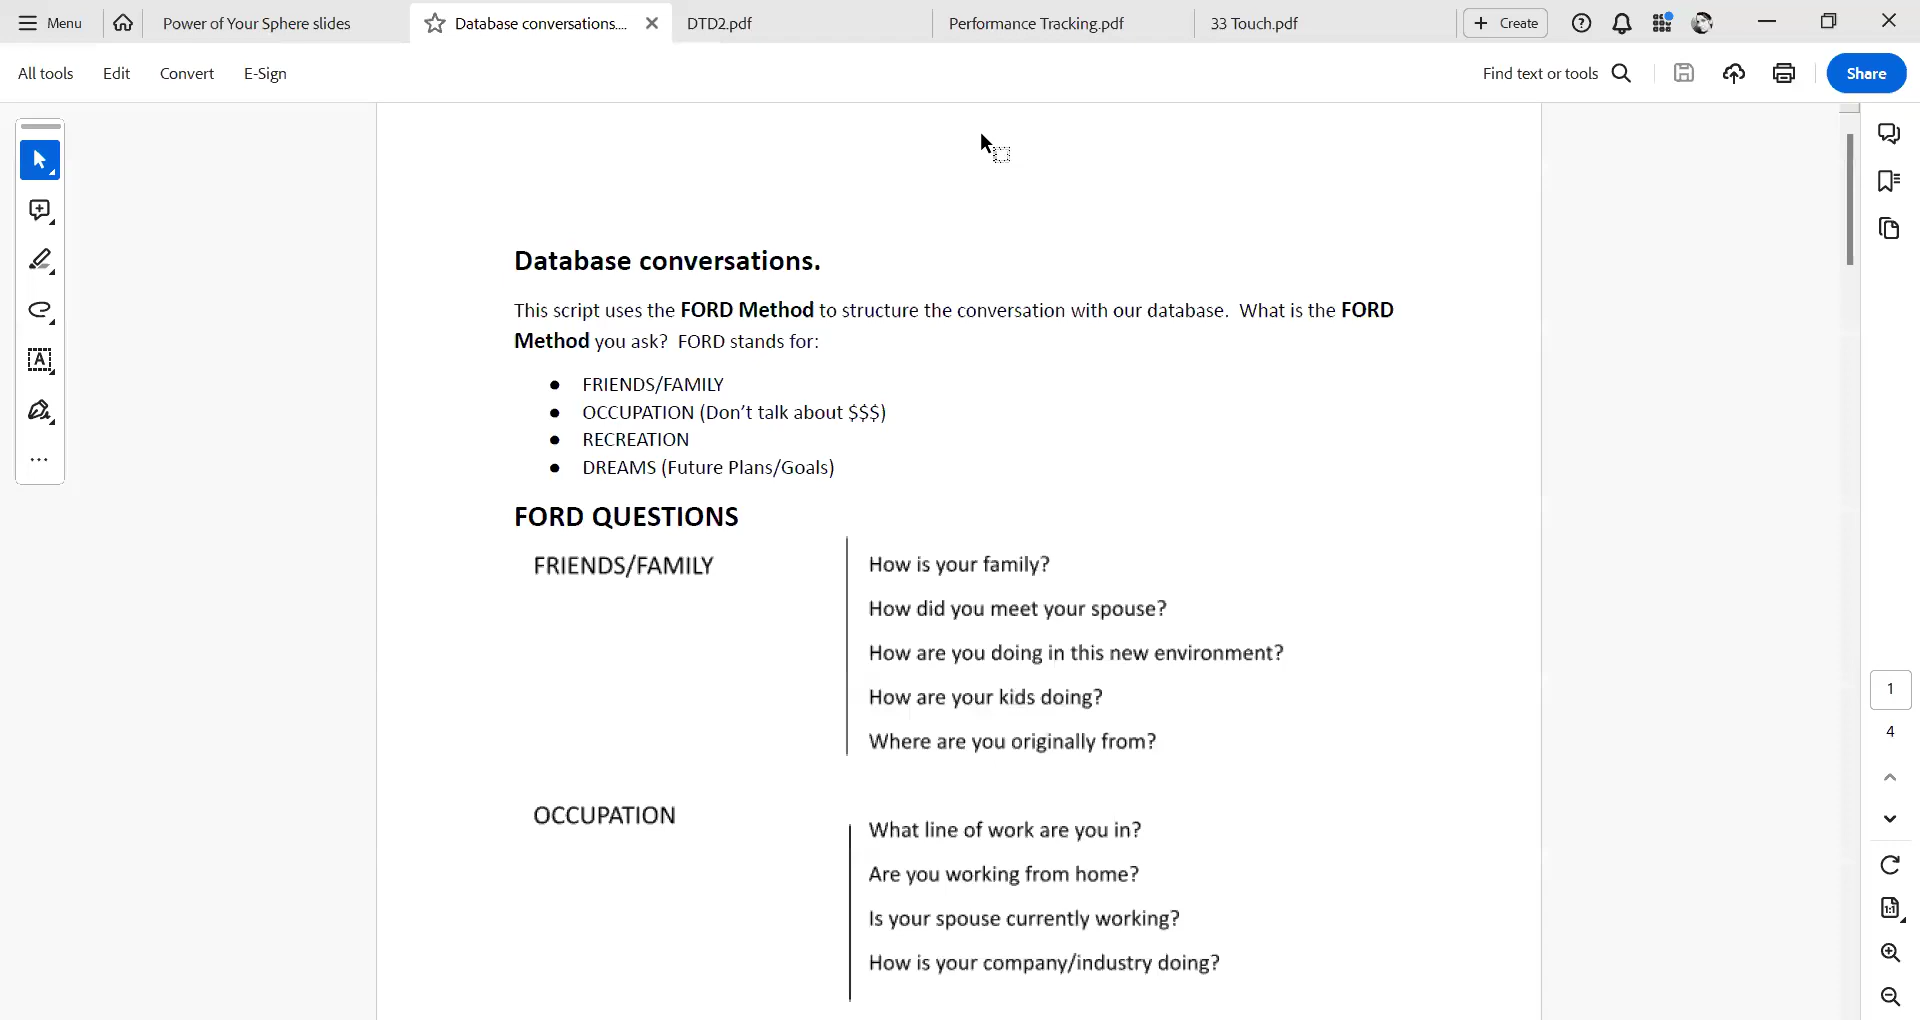 Menu
Power of Your Sphere slides
Database conversations....
DTD2.pdf
Performance Tracking.pdf
33 Touch.pdf
Create
All tools
Edit
Convert
E-Sign
Find text or tools
Share
Database conversations.
This script uses the FORD Method to structure the conversation with our database. What is the FORD
Method you ask? FORD stands for:
● FRIENDS/FAMILY
● OCCUPATION (Don’t talk about $$$)
● RECREATION
● DREAMS (Future Plans/Goals)
FORD QUESTIONS
FRIENDS/FAMILY
How is your family?
How did you meet your spouse?
How are you doing in this new environment?
How are your kids doing?
Where are you originally from?
OCCUPATION
What line of work are you in?
Are you working from home?
Is your spouse currently working?
How is your company/industry doing?
1
4